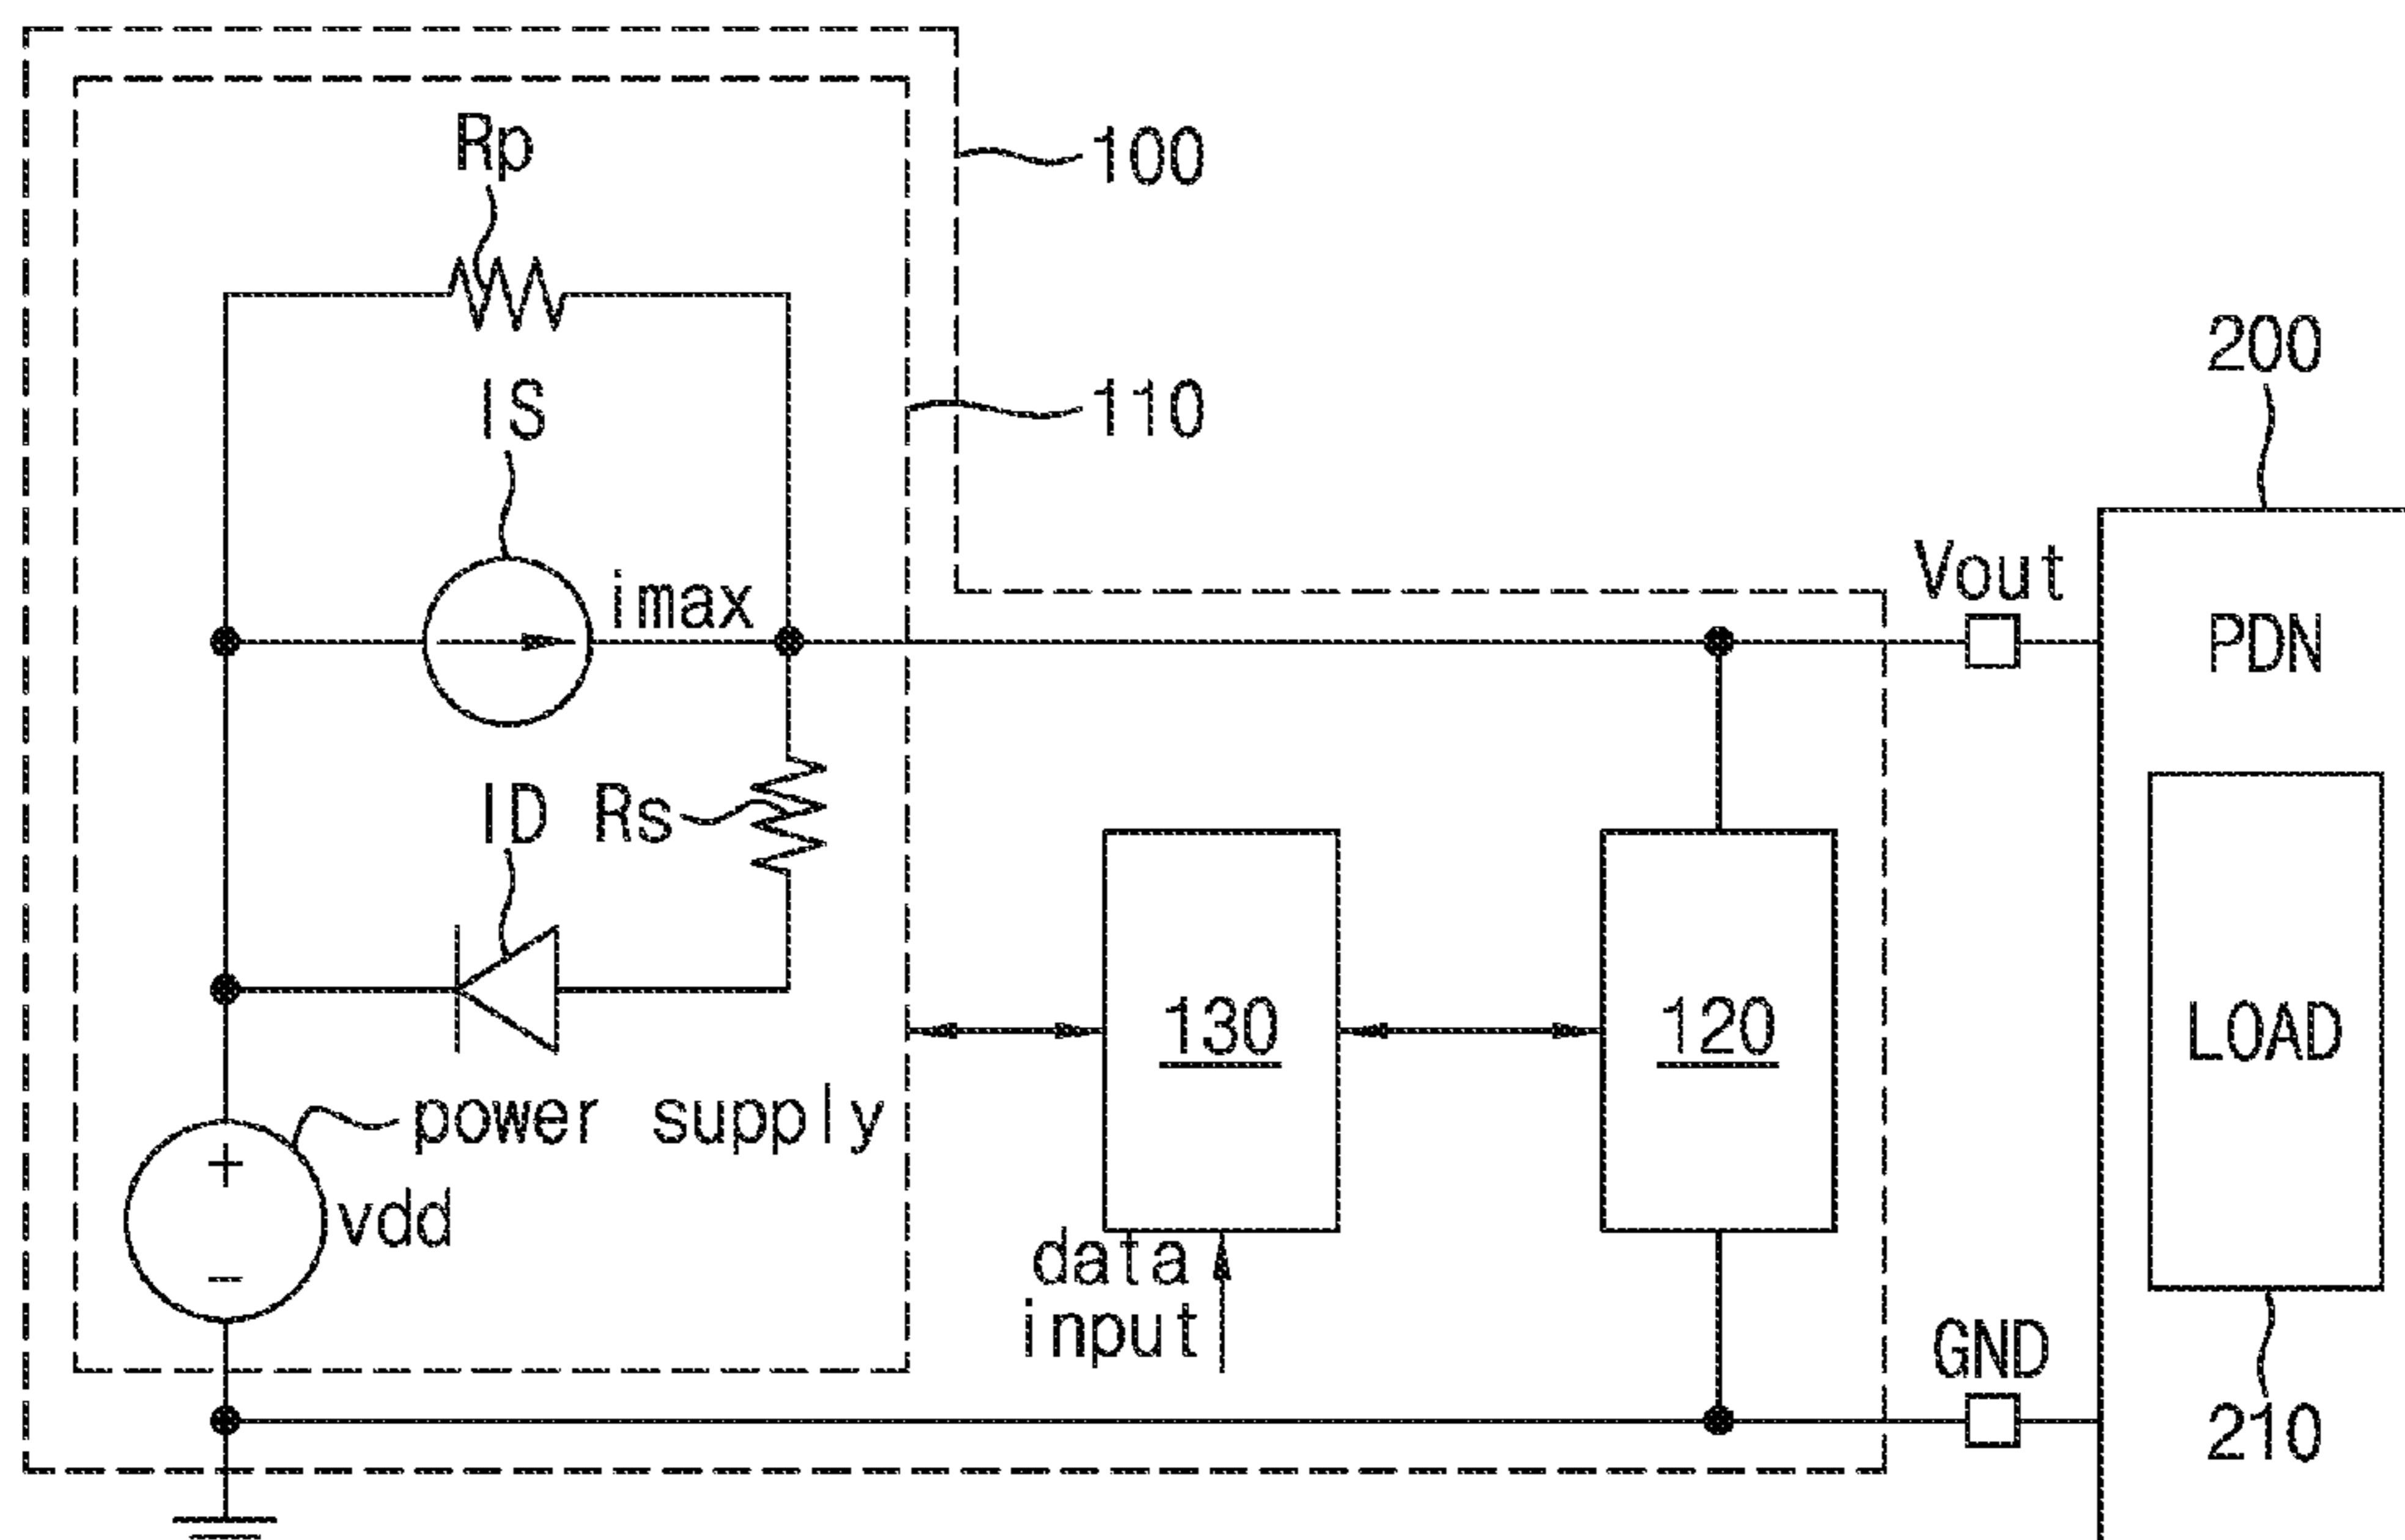 Rp
100
IS
110
200
imax
Vout
PDN
ID
Rs
130
120
LOAD
power supply
+
vdd
−
data
input
GND
210